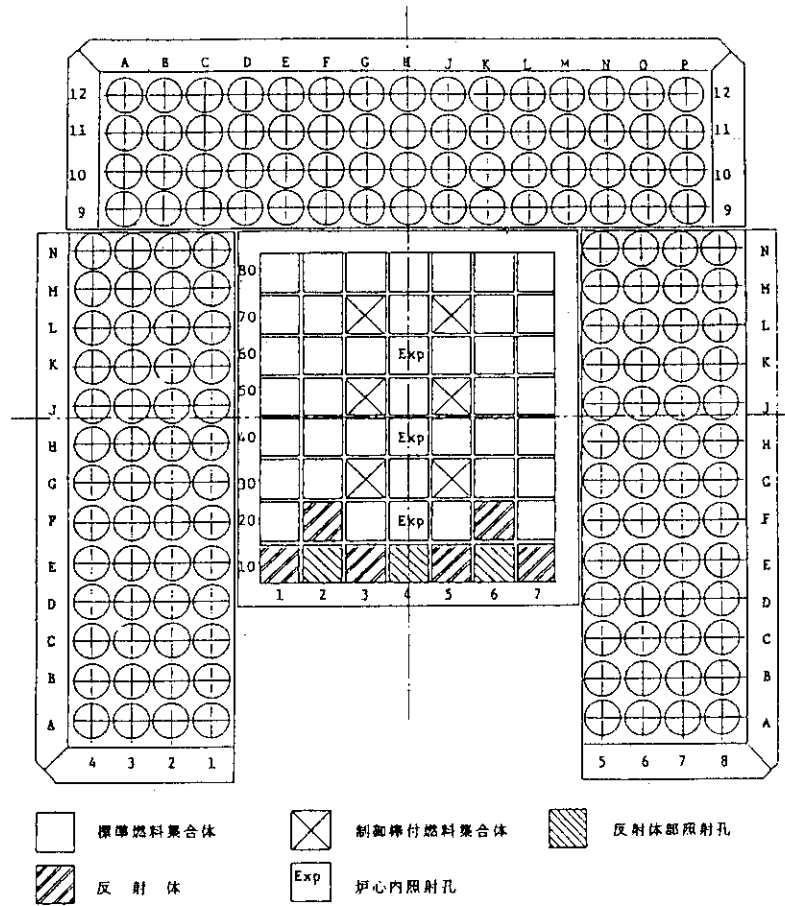 A B C D E F G H J K L M N O P
12 12
11 11
10 10
9 9
N 80 N
M 70 M
L L
K 60 K
J 50 J
H 40 H
G 30 G
F 20 F
E 10 E
D 1 2 3 4 5 6 7 D
C C
B B
A A
4 3 2 1 5 6 7 8
Exp
Exp
Exp
標準燃料集合体 制御棒付燃料集合体 反射体部照射孔
反射体 Exp 炉心内照射孔